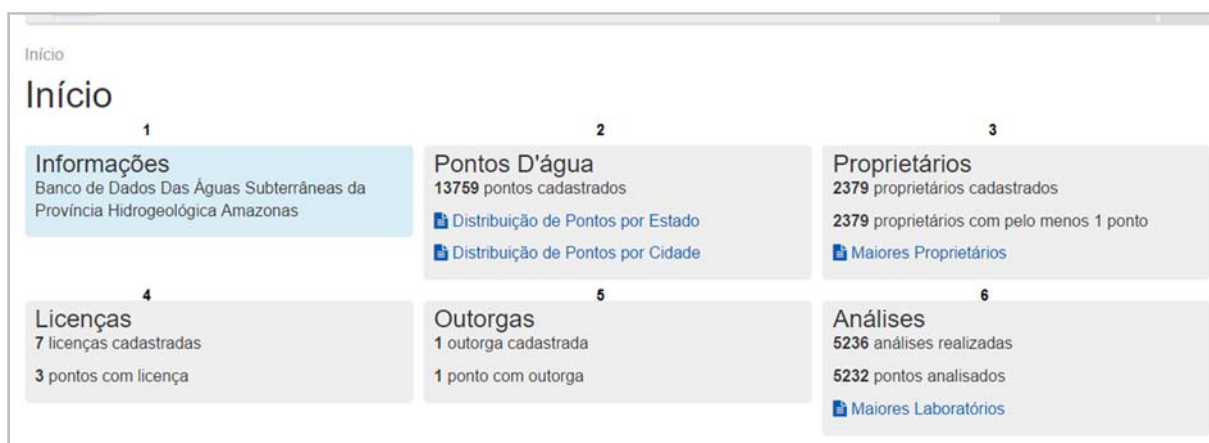 Início
Início
1
Informações
Banco de Dados Das Águas Subterrâneas da
Província Hidrogeológica Amazonas
2
Pontos D'água
13759 pontos cadastrados
Distribuição de Pontos por Estado
Distribuição de Pontos por Cidade
3
Proprietários
2379 proprietários cadastrados
2379 proprietários com pelo menos 1 ponto
Maiores Proprietários
4
Licenças
7 licenças cadastradas
3 pontos com licença
5
Outorgas
1 outorga cadastrada
1 ponto com outorga
6
Análises
5236 análises realizadas
5232 pontos analisados
Maiores Laboratórios